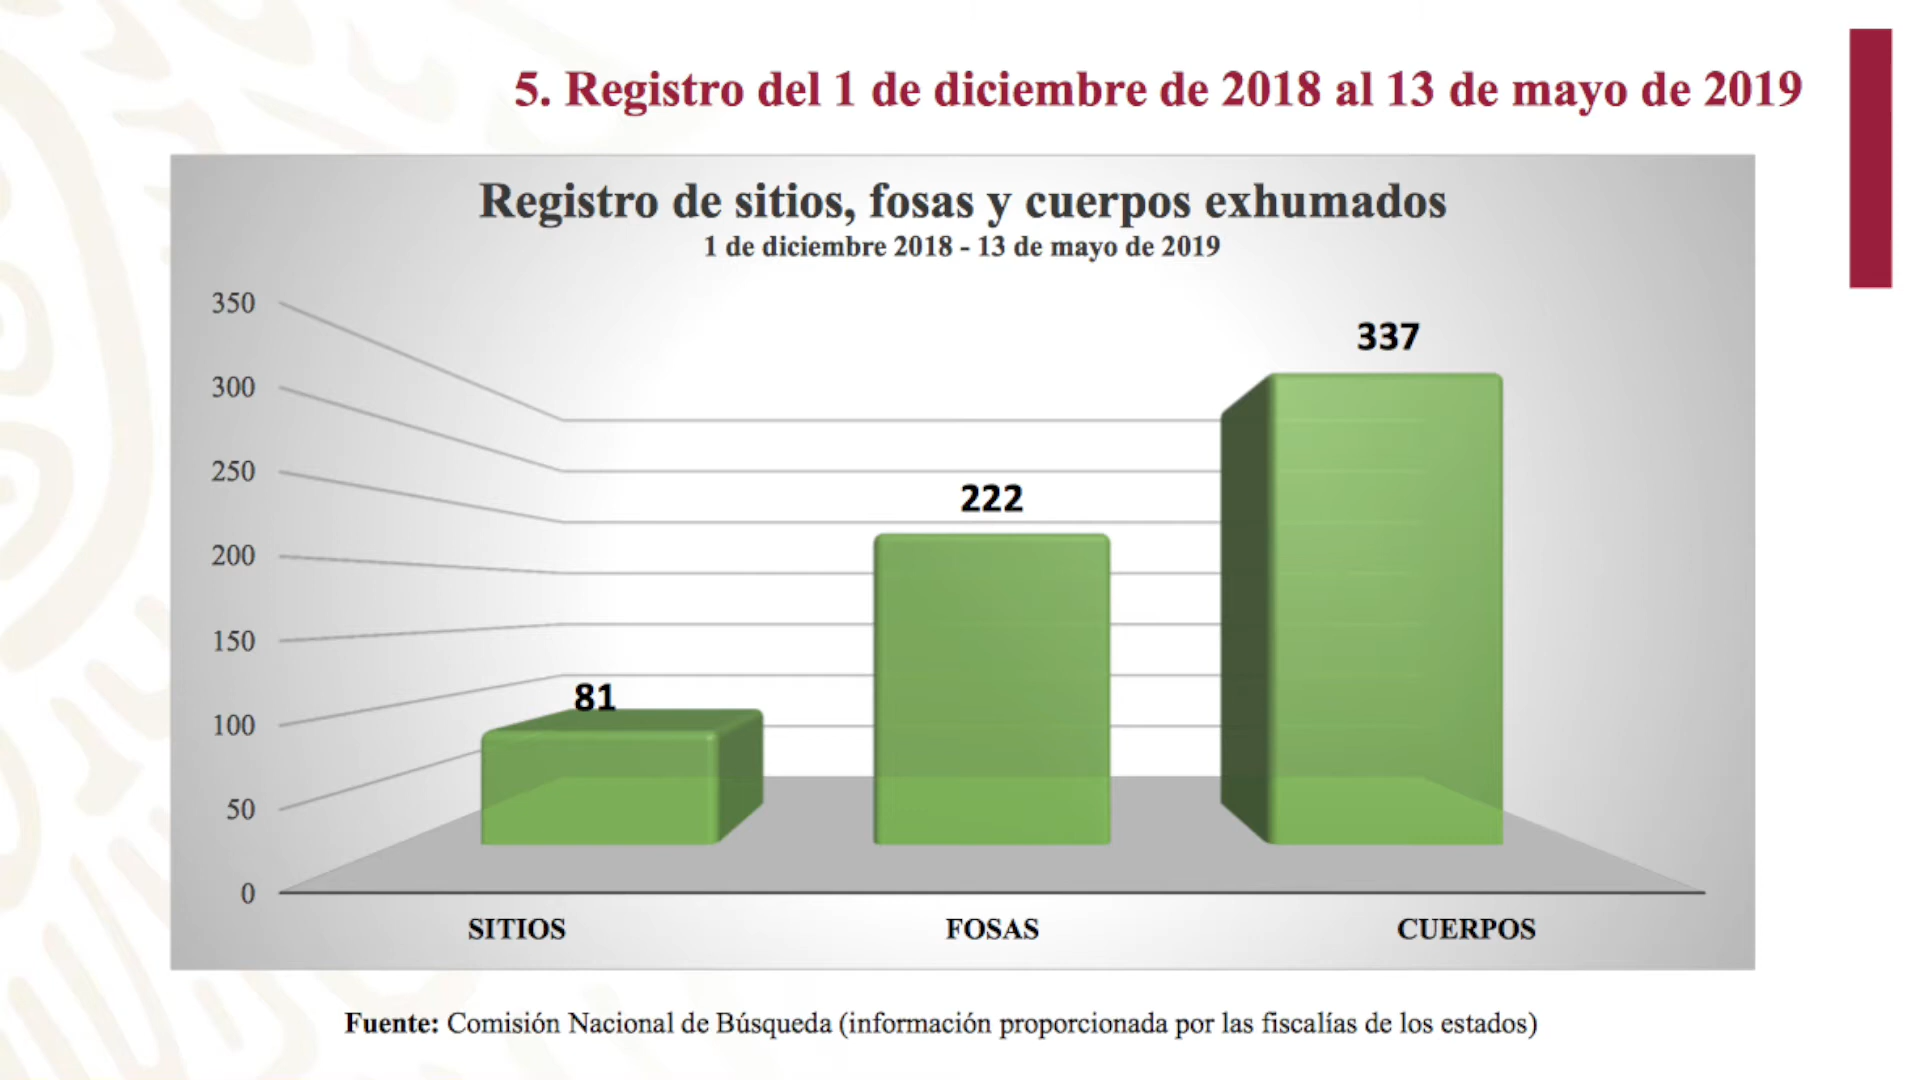 5. Registro del 1 de diciembre de 2018 al 13 de mayo de 2019
Registro de sitios, fosas y cuerpos exhumados
1 de diciembre 2018 - 13 de mayo de 2019
350
300
250
200
150
100
50
0
81
222
337
SITIOS
FOSAS
CUERPOS
Fuente: Comisión Nacional de Búsqueda (información proporcionada por las fiscalías de los estados)